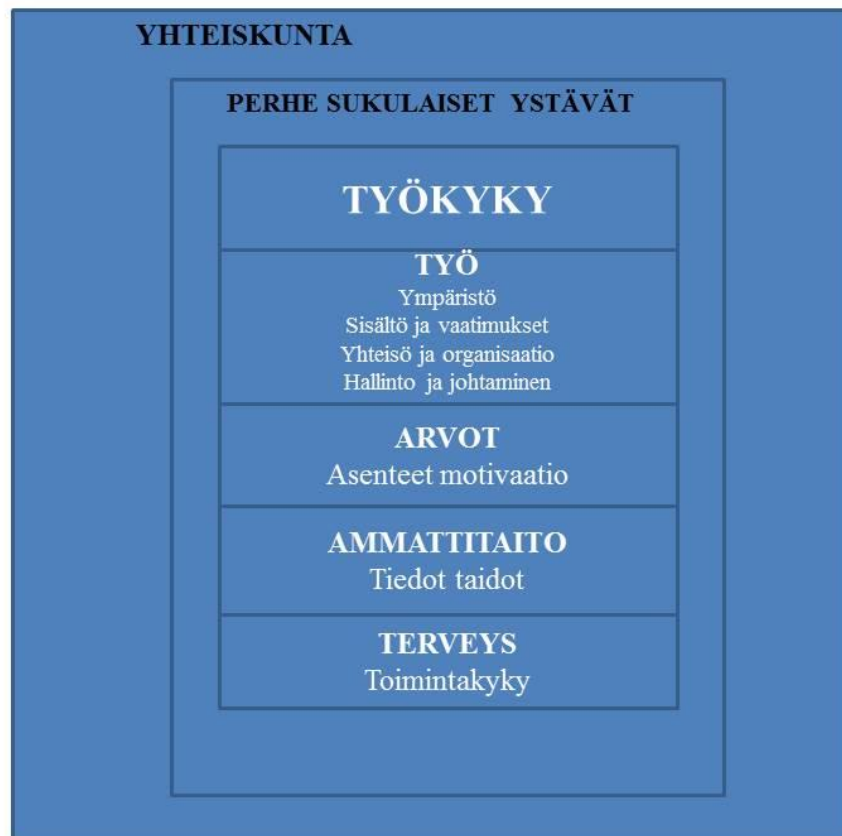 YHTEISKUNTA
PERHE SUKULAISET YSTÄVÄT
TYÖKYKY
TYÖ
Ympäristö
Sisältö ja vaatimukset
Yhteisö ja organisaatio
Hallinto ja johtaminen
ARVOT
Asenteet motivaatio
AMMATTITAITO
Tiedot taidot
TERVEYS
Toimintakyky